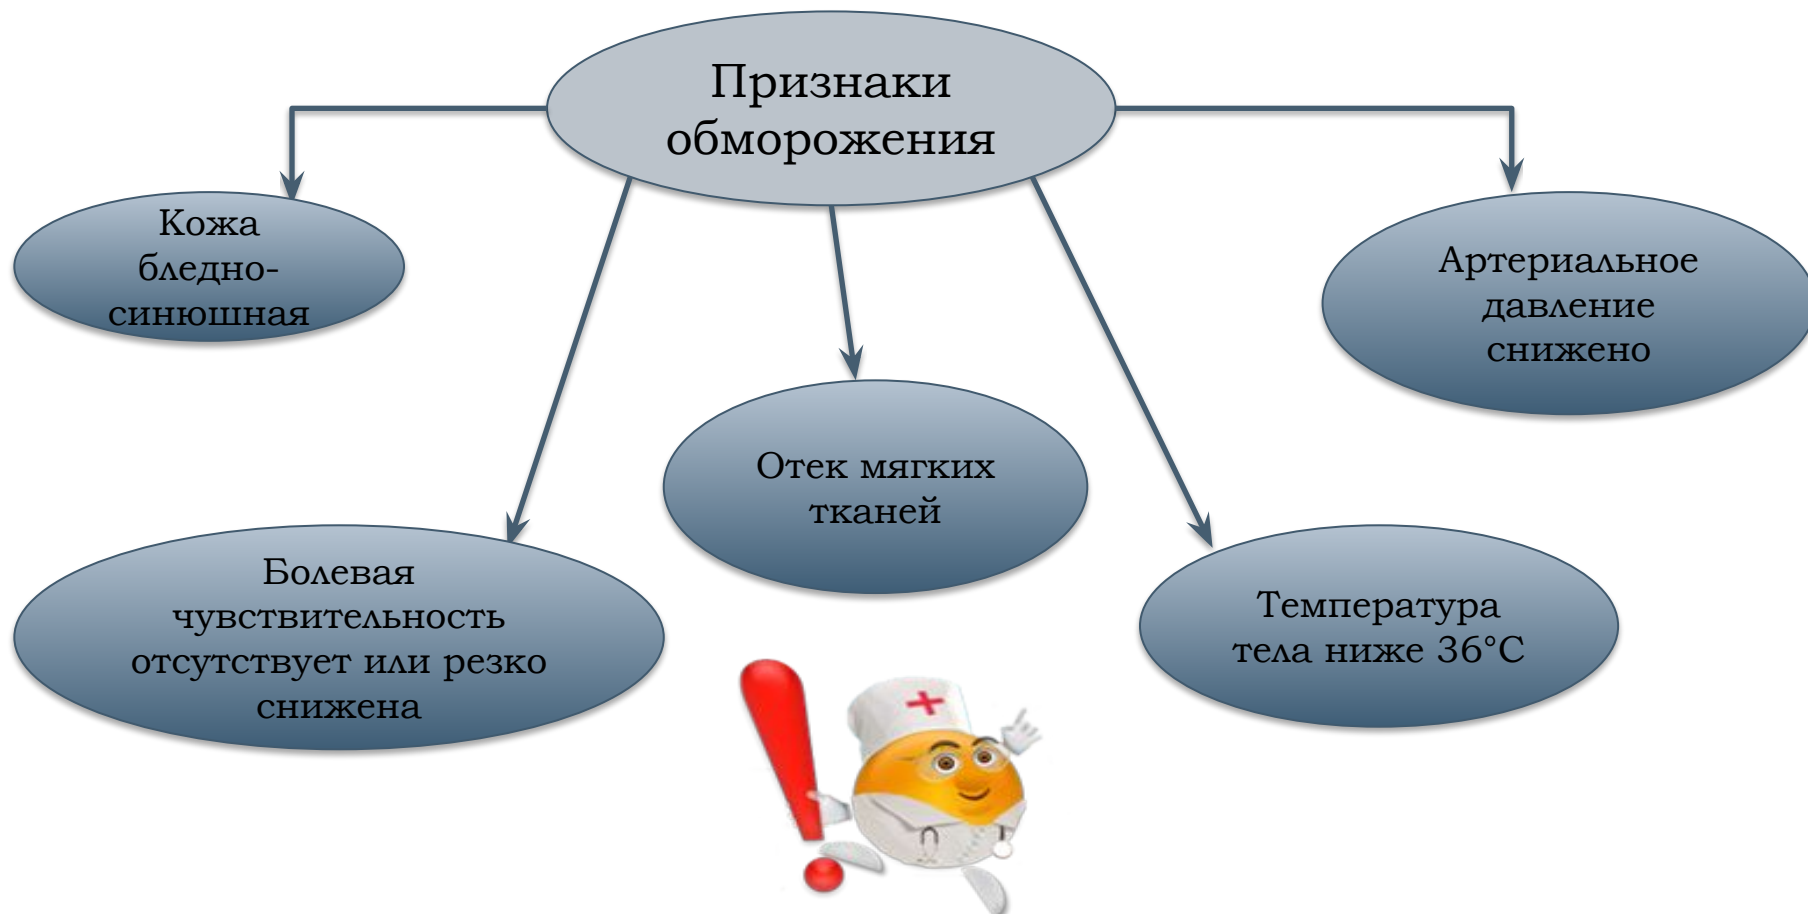 Признаки
обморожения
Кожа
бледно-
синюшная
Артериальное
давление
снижено
Отек мягких
тканей
Болевая
чувствительность
отсутствует или резко
снижена
Температура
тела ниже 36°С